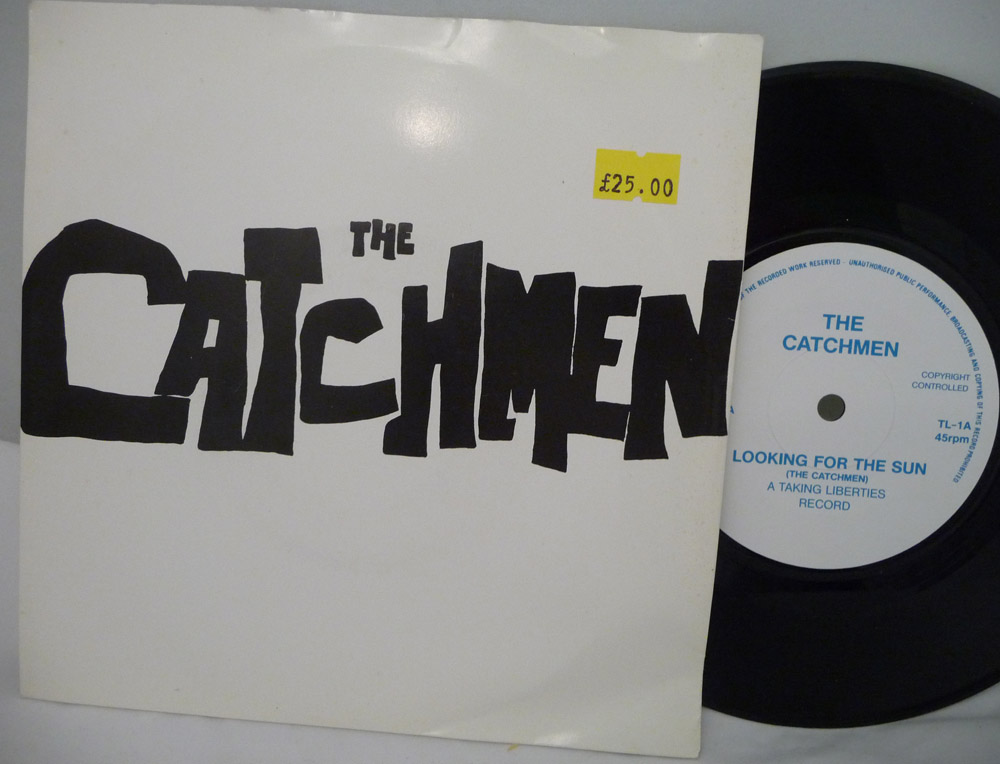 THE
CATCHMEN
£25.00
OF THE RECORDED WORK RESERVED · UNAUTHORISED PUBLIC PERFORMANCE, BROADCASTING AND COPYING OF THIS RECORD PROHIBITED
THE
CATCHMEN
COPYRIGHT
CONTROLLED
TL-1A
45rpm
LOOKING FOR THE SUN
(THE CATCHMEN)
A TAKING LIBERTIES
RECORD